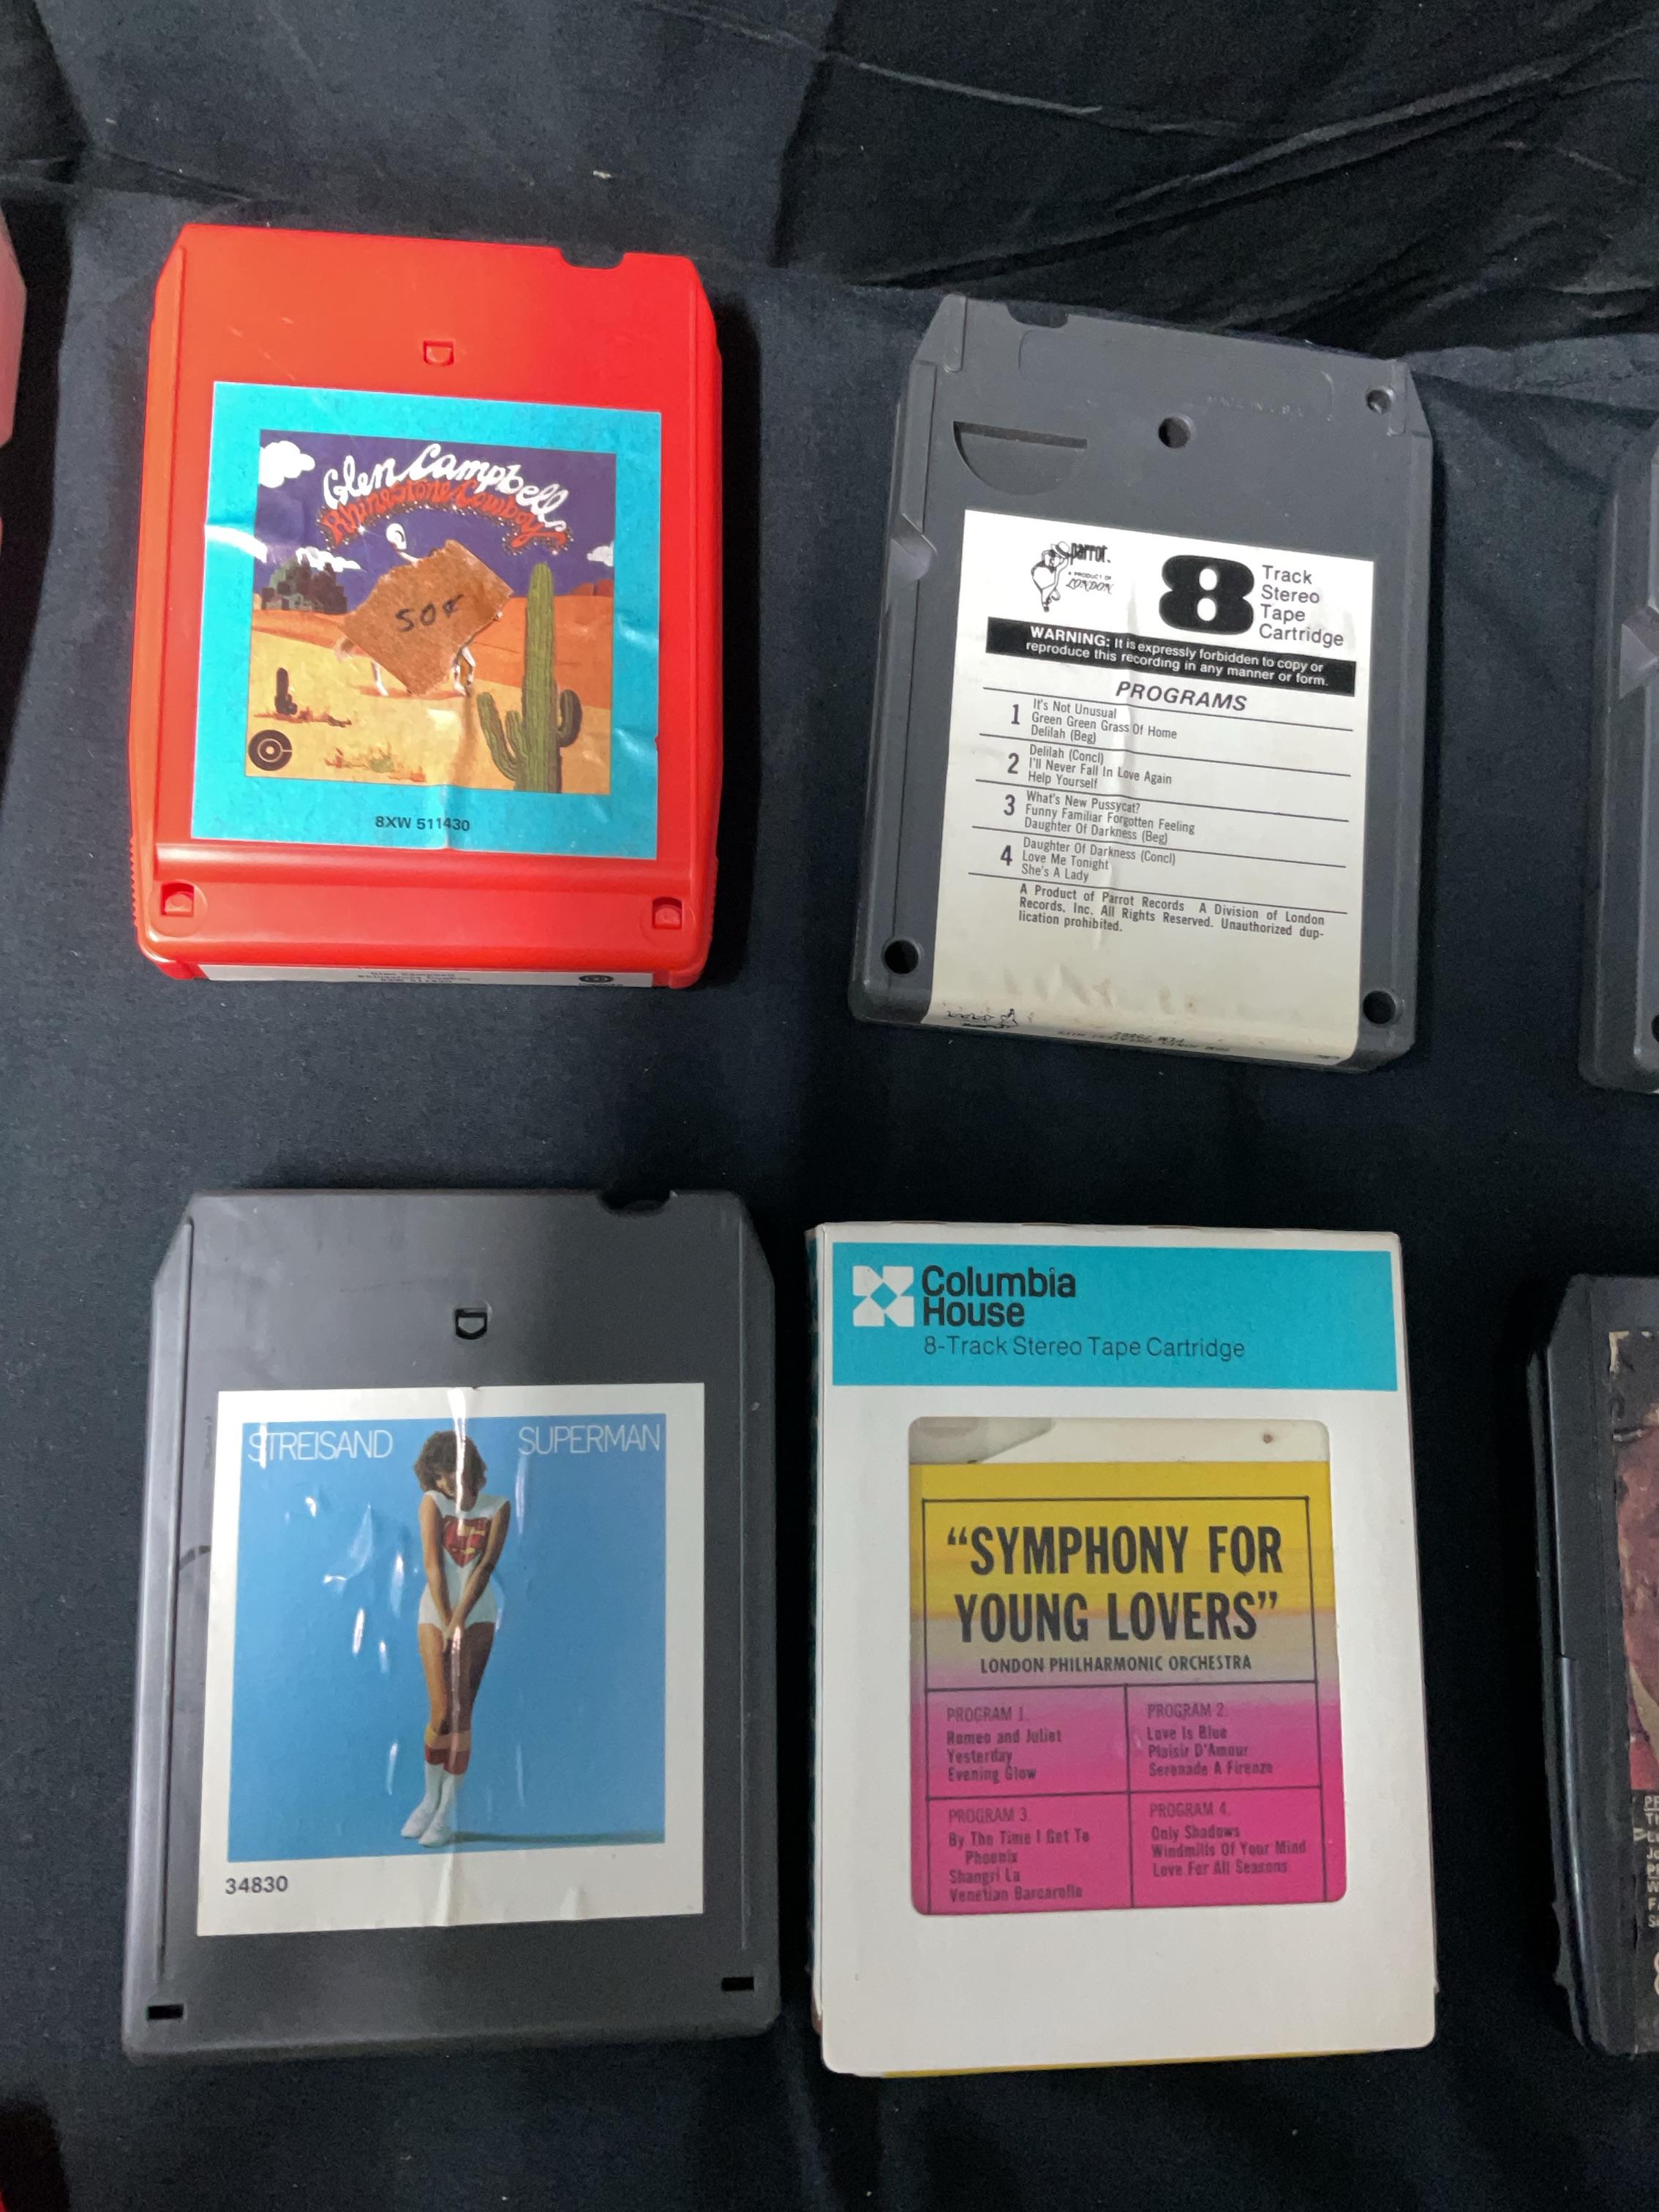 Glen Campbell
Rhinestone Cowboy
50¢
8XW 511430
Glen Campbell
Rhinestone Cowboy
parrot
A PRODUCT OF
LONDON
8
Track
Stereo
Tape
Cartridge
WARNING: It is expressly forbidden to copy or
reproduce this recording in any manner or form.
PROGRAMS
1
It's Not Unusual
Green Green Grass Of Home
Delilah (Beg)
2
Delilah (Concl)
I'll Never Fall In Love Again
Help Yourself
3
What's New Pussycat?
Funny Familiar Forgotten Feeling
Daughter Of Darkness (Beg)
4
Daughter Of Darkness (Concl)
Love Me Tonight
She's A Lady
A Product of Parrot Records A Division of London
Records, Inc. All Rights Reserved. Unauthorized dup-
lication prohibited.
STREISAND SUPERMAN
34830
Columbia
House
8-Track Stereo Tape Cartridge
“SYMPHONY FOR
YOUNG LOVERS”
LONDON PHILHARMONIC ORCHESTRA
PROGRAM 1.
Romeo and Juliet
Yesterday
Evening Glow
PROGRAM 2.
Love Is Blue
Plaisir D'Amour
Serenade A Firenze
PROGRAM 3.
By The Time I Get To
Phoenix
Shangri La
Venetian Barcarolle
PROGRAM 4.
Only Shadows
Windmills Of Your Mind
Love For All Seasons